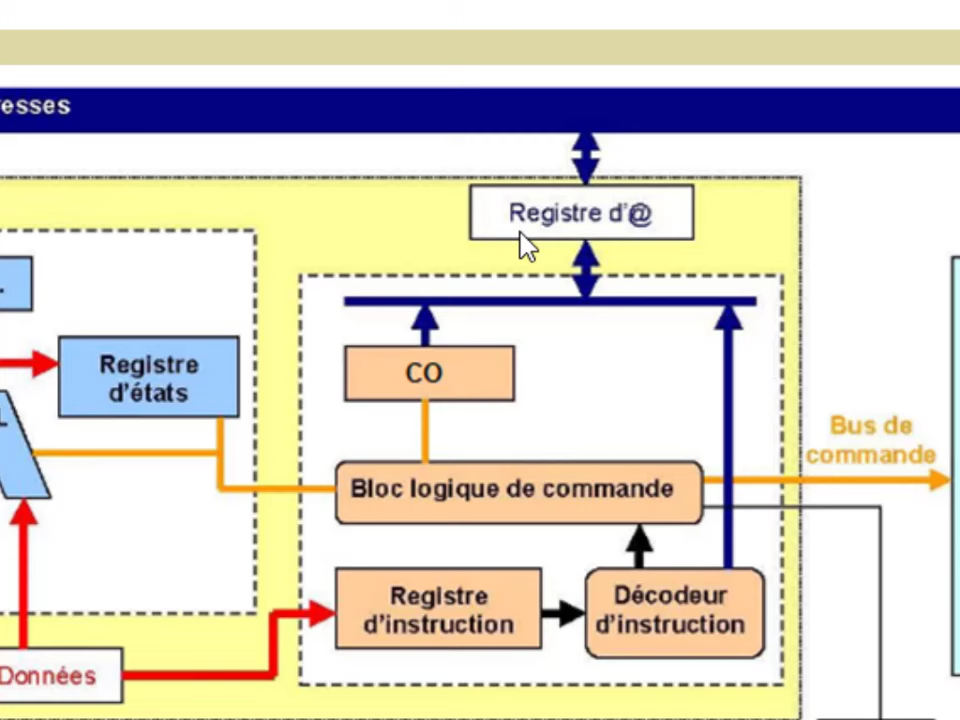 esses
Registre d'@
Registre
d'états
CO
L
Bus de
commande
Bloc logique de commande
Registre
d'instruction
Décodeur
d'instruction
Données